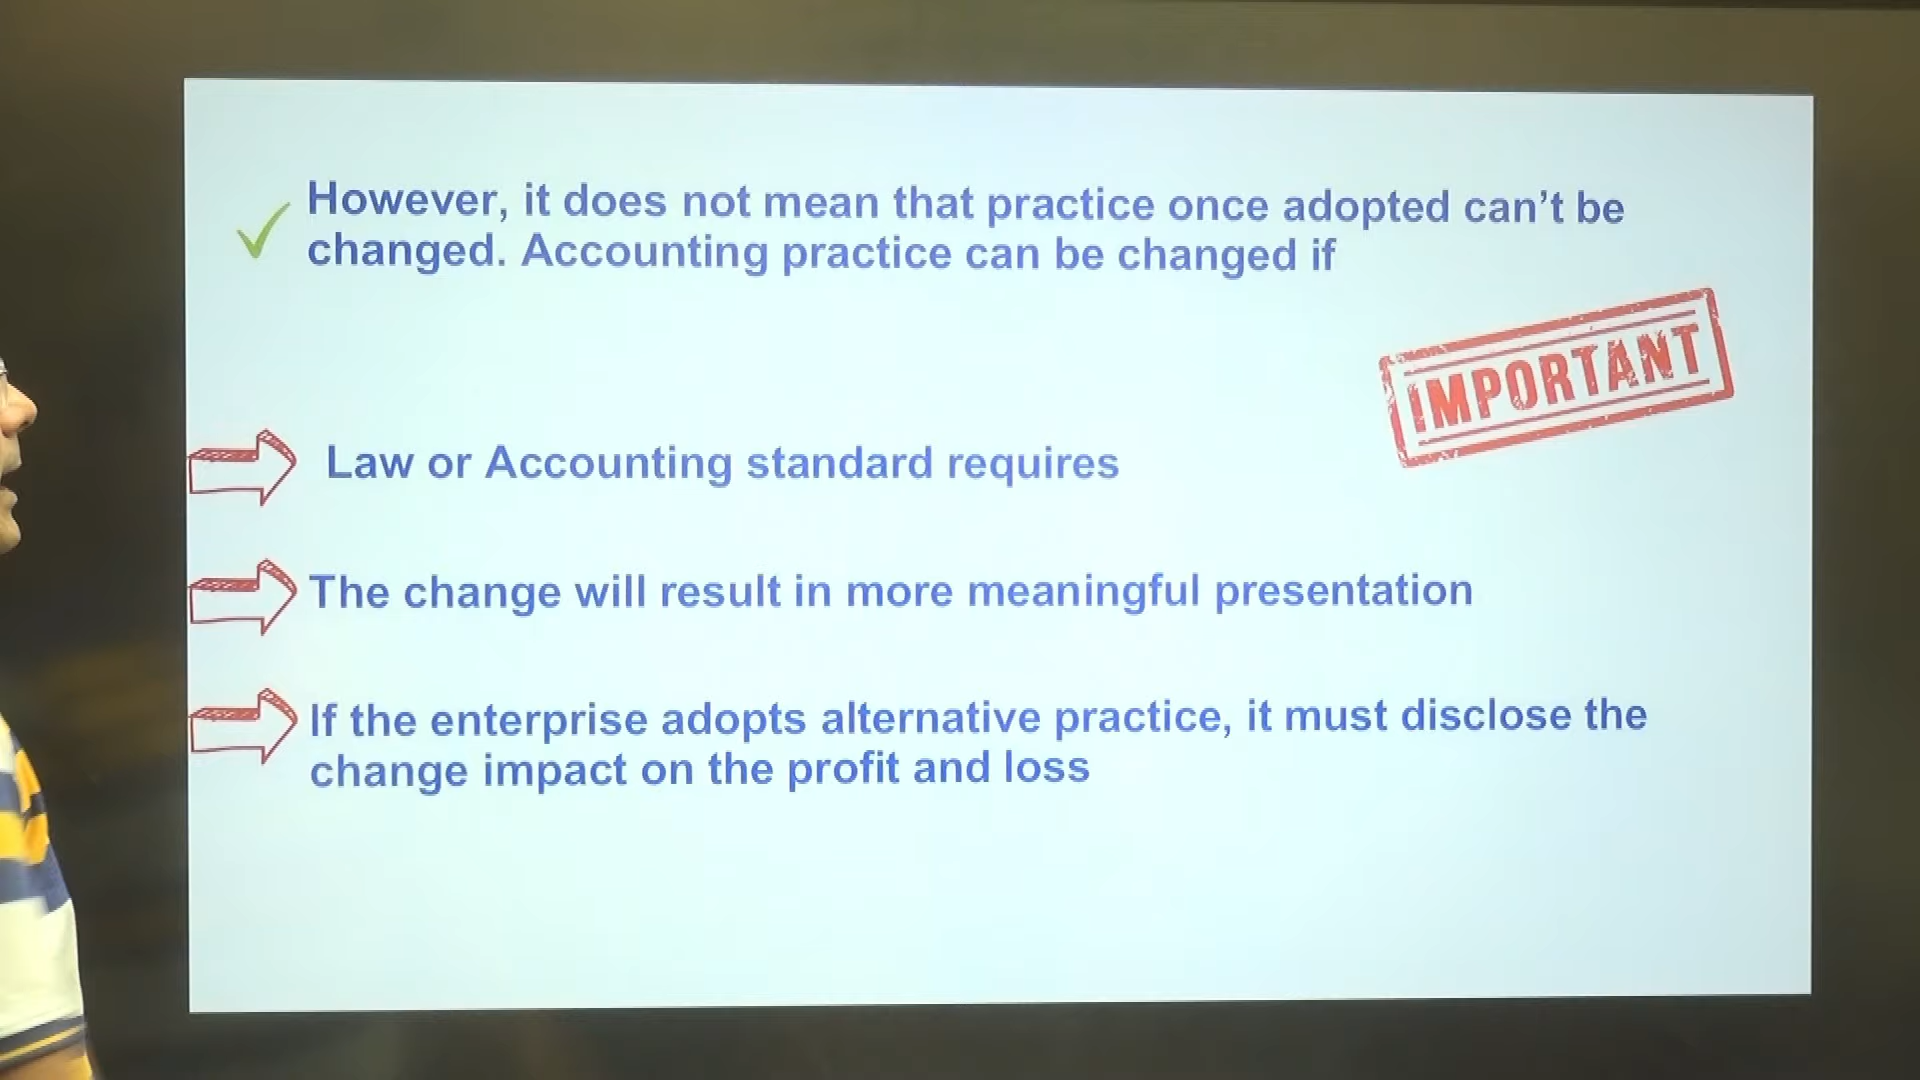 However, it does not mean that practice once adopted can’t be
changed. Accounting practice can be changed if
IMPORTANT
Law or Accounting standard requires
The change will result in more meaningful presentation
If the enterprise adopts alternative practice, it must disclose the
change impact on the profit and loss